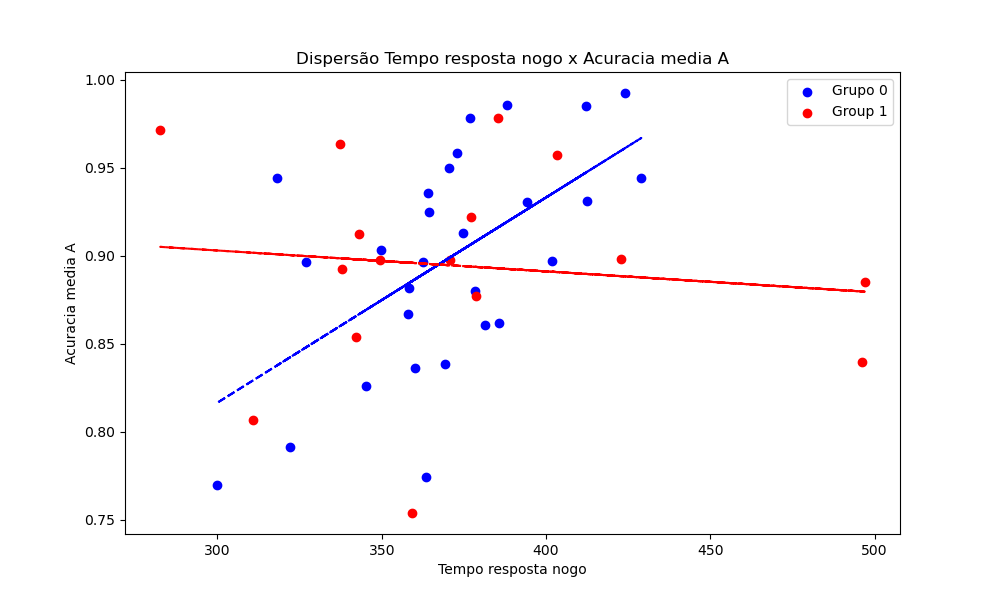 Dispersão Tempo resposta nogo x Acuracia media A
Grupo 0
Group 1
Acuracia media A
1.00
0.95
0.90
0.85
0.80
0.75
300
350
400
450
500
Tempo resposta nogo